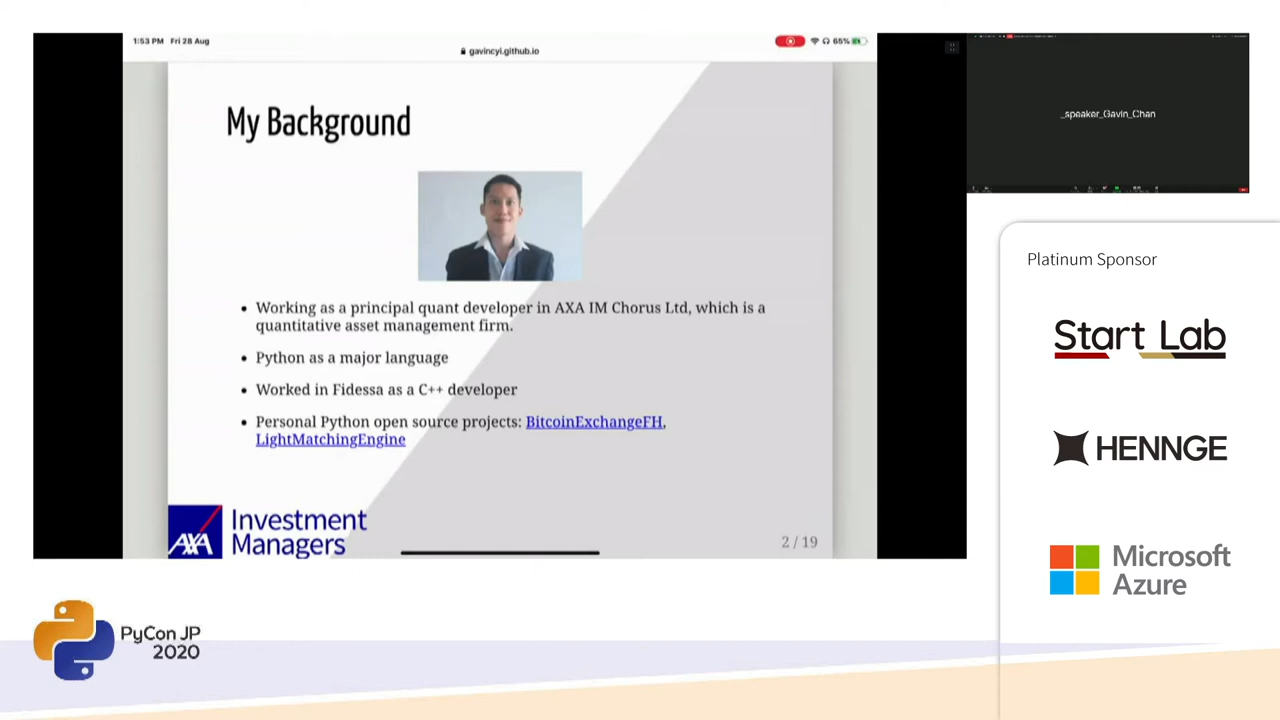 1:53 PM Fri 28 Aug
gavincyi.github.io
65%
My Background
• Working as a principal quant developer in AXA IM Chorus Ltd, which is a
quantitative asset management firm.
• Python as a major language
• Worked in Fidessa as a C++ developer
• Personal Python open source projects: BitcoinExchangeFH,
LightMatchingEngine
AXA
Investment
Managers
2 / 19
_speaker_Gavin_Chan
Platinum Sponsor
Start Lab
HENNGE
Microsoft
Azure
PyCon JP
2020